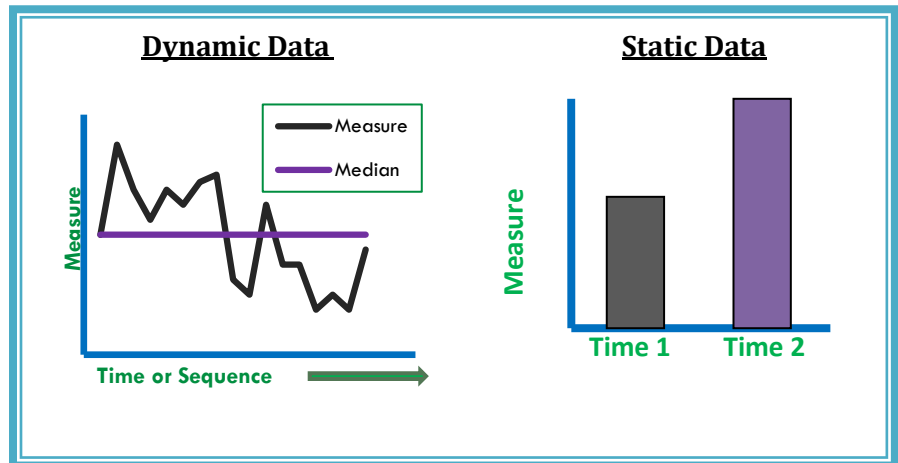 Dynamic Data
Measure
Median
Measure
Time or Sequence
Static Data
Measure
Time 1
Time 2